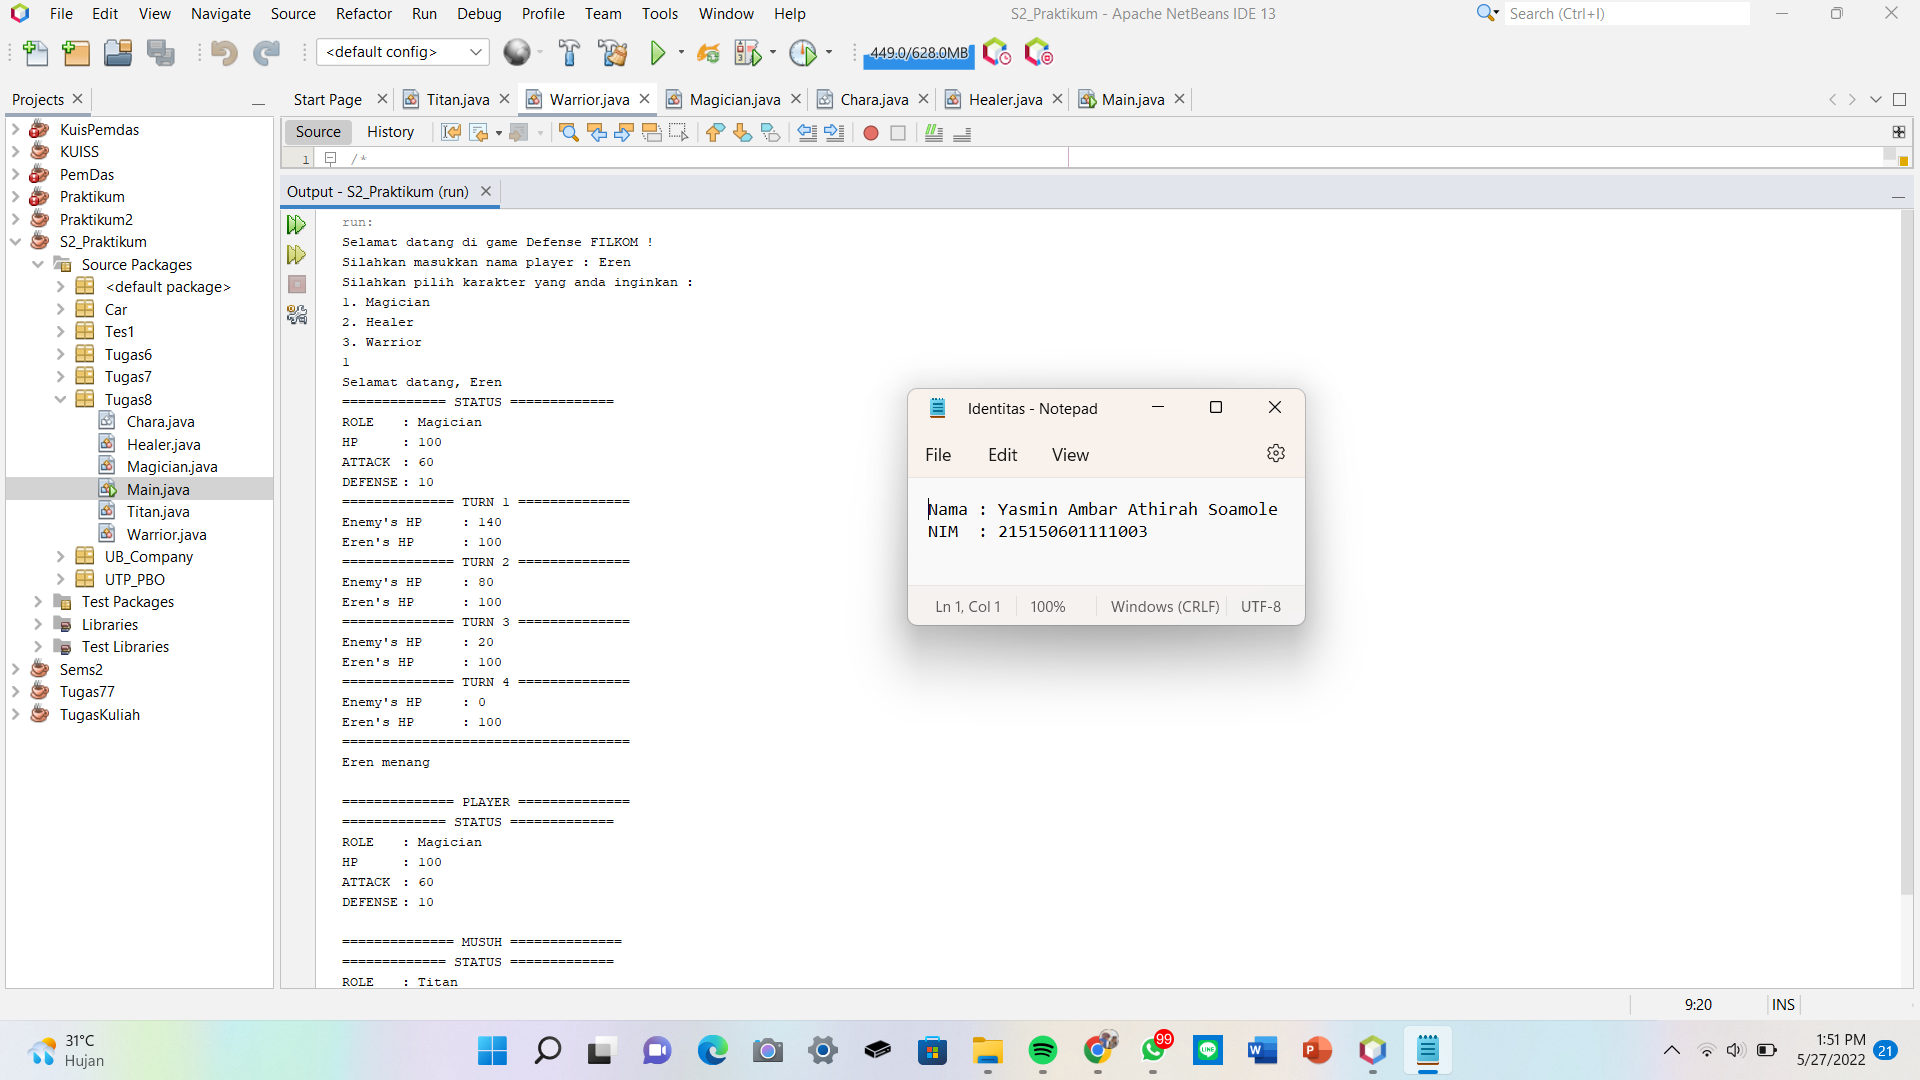 File Edit View Navigate Source Refactor Run Debug Profile Team Tools Window Help
S2_Praktikum - Apache NetBeans IDE 13
Search (Ctrl+I)
<default config>
449.0/628.0MB
Projects
Start Page
Titan.java
Warrior.java
Magician.java
Chara.java
Healer.java
Main.java
Source History
1 /*
KuisPemdas
KUISS
PemDas
Praktikum
Praktikum2
S2_Praktikum
Source Packages
<default package>
Car
Tes1
Tugas6
Tugas7
Tugas8
Chara.java
Healer.java
Magician.java
Main.java
Titan.java
Warrior.java
UB_Company
UTP_PBO
Test Packages
Libraries
Test Libraries
Sems2
Tugas77
TugasKuliah
Output - S2_Praktikum (run)
run:
Selamat datang di game Defense FILKOM !
Silahkan masukkan nama player : Eren
Silahkan pilih karakter yang anda inginkan :
1. Magician
2. Healer
3. Warrior
1
Selamat datang, Eren
============= STATUS =============
ROLE : Magician
HP : 100
ATTACK : 60
DEFENSE : 10
============== TURN 1 ==============
Enemy's HP : 140
Eren's HP : 100
============== TURN 2 ==============
Enemy's HP : 80
Eren's HP : 100
============== TURN 3 ==============
Enemy's HP : 20
Eren's HP : 100
============== TURN 4 ==============
Enemy's HP : 0
Eren's HP : 100
====================================
Eren menang
============== PLAYER ==============
============= STATUS =============
ROLE : Magician
HP : 100
ATTACK : 60
DEFENSE : 10
============== MUSUH ==============
============= STATUS =============
ROLE : Titan
Identitas - Notepad
File Edit View
Nama : Yasmin Ambar Athirah Soamole
NIM : 215150601111003
Ln 1, Col 1 100% Windows (CRLF) UTF-8
9:20 INS
31°C
Hujan
99
LINE
W
P
1:51 PM
5/27/2022
21